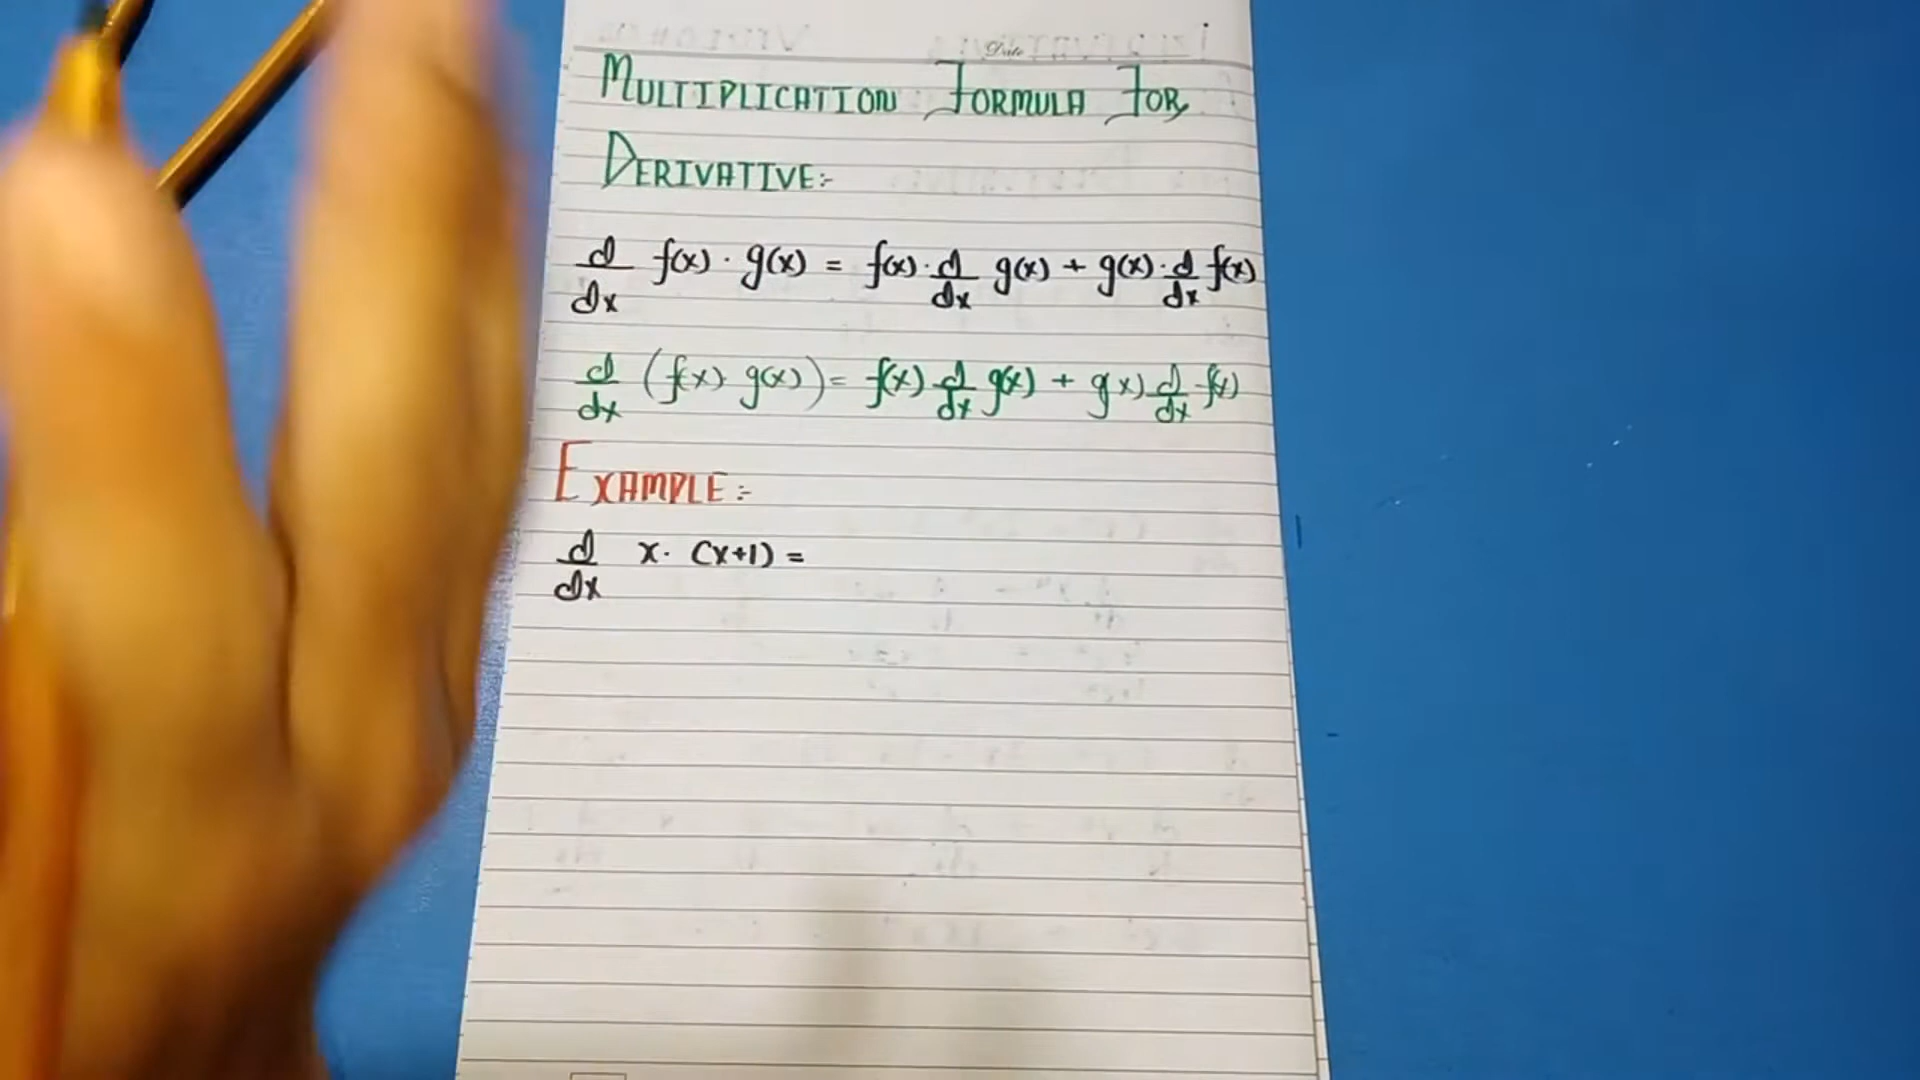 Date
MULTIPLICATION FORMULA FOR
DERIVATIVE:-
d/dx f(x) · g(x) = f(x) · d/dx g(x) + g(x) · d/dx f(x)
d/dx (f(x) · g(x)) = f(x) d/dx g(x) + g(x) d/dx f(x)
EXAMPLE:-
d/dx x · (x+1) =